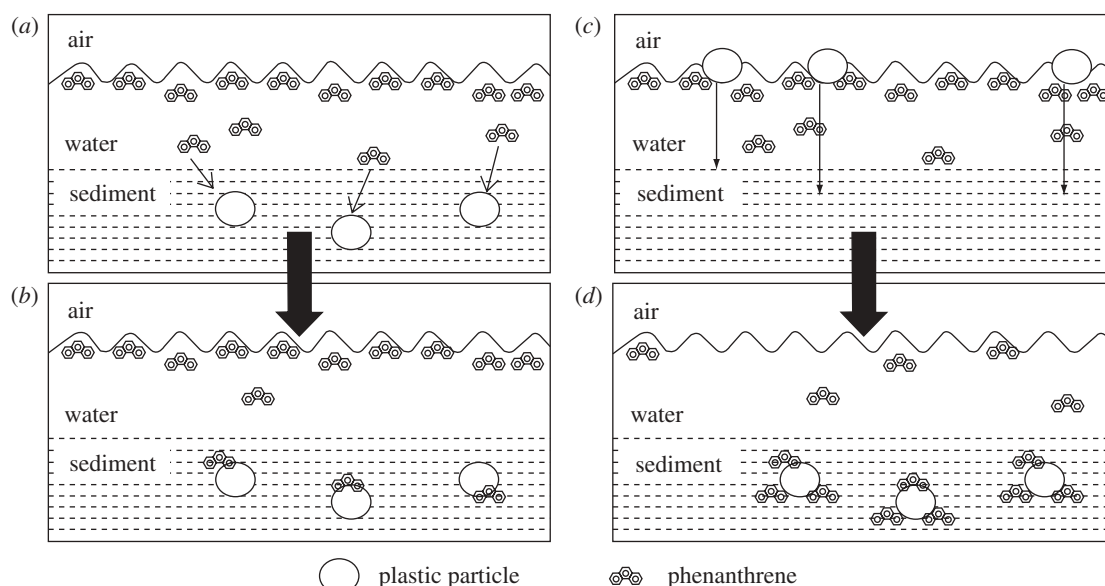 (a)
air
water
sediment
(b)
air
water
sediment
(c)
air
water
sediment
(d)
air
water
sediment
plastic particle
phenanthrene